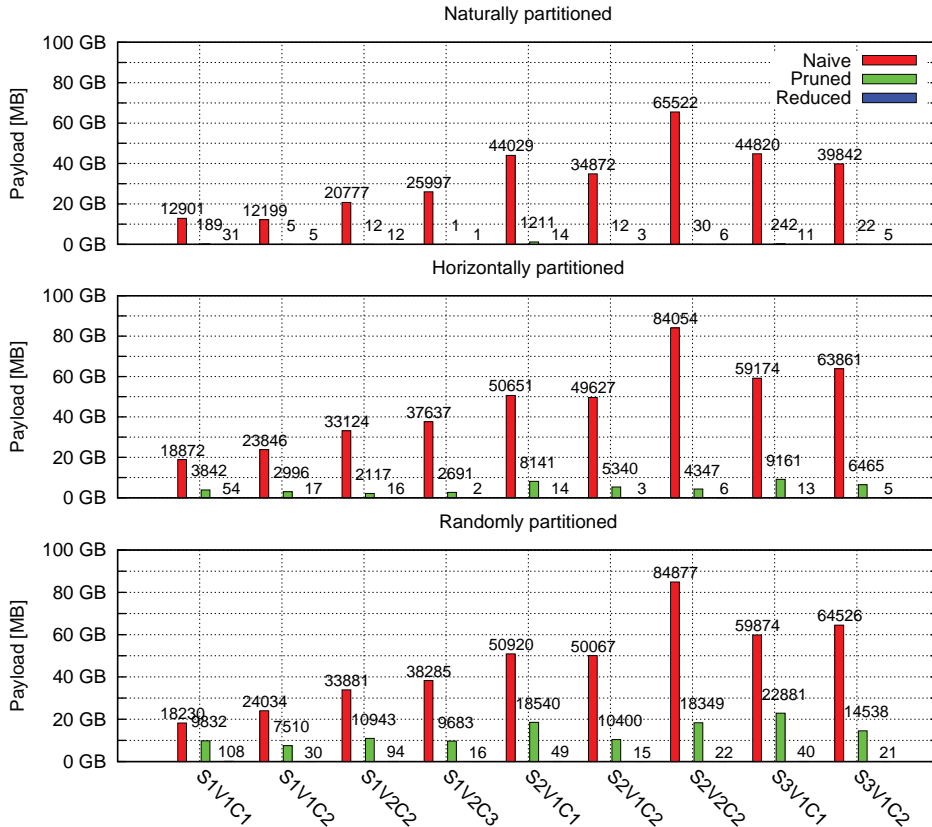 Naturally partitioned
Payload [MB]
100 GB
80 GB
60 GB
40 GB
20 GB
0 GB
Naive
Pruned
Reduced
12901 189 31
12199 5 5
20777 12 12
25997 1 1
44029 1211 14
34872 12 3
65522 30 6
44820 242 11
39842 22 5
Horizontally partitioned
Payload [MB]
100 GB
80 GB
60 GB
40 GB
20 GB
0 GB
18872 3842 54
23846 2996 17
33124 2117 16
37637 2691 2
50651 8141 14
49627 5340 3
84054 4347 6
59174 9161 13
63861 6465 5
Randomly partitioned
Payload [MB]
100 GB
80 GB
60 GB
40 GB
20 GB
0 GB
18230 9832 108
24034 7510 30
33881 10943 94
38285 9683 16
50920 18540 49
50067 10400 15
84877 18349 22
59874 22881 40
64526 14538 21
S1V1C1
S1V1C2
S1V2C2
S1V2C3
S2V1C1
S2V1C2
S2V2C2
S3V1C1
S3V1C2